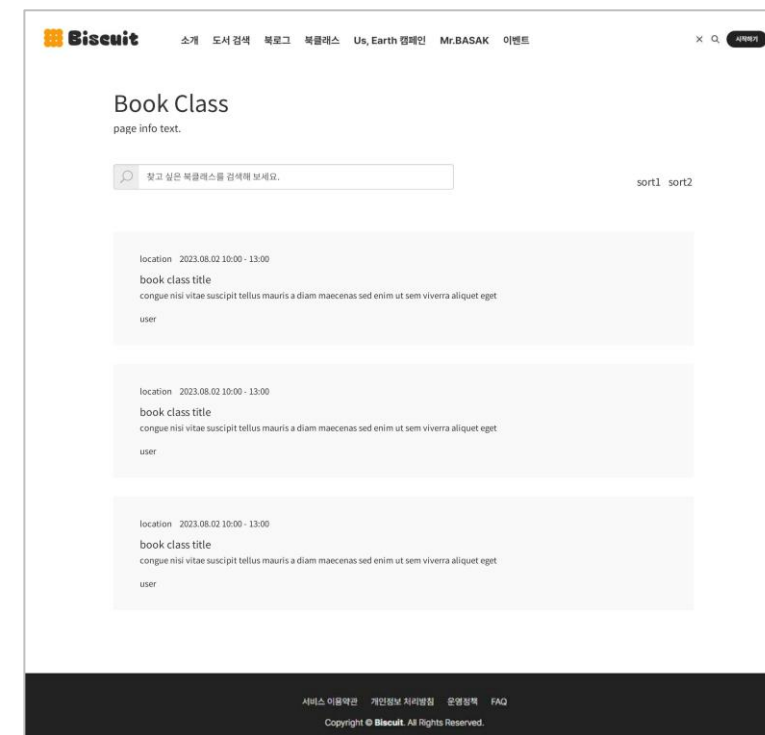 Biscuit 소개 도서 검색 북로그 북클래스 Us, Earth 캠페인 Mr.BASAK 이벤트 시작하기
Book Class
page info text.
찾고 싶은 북클래스를 검색해 보세요.
sort1 sort2
location 2023.08.02 10:00 - 13:00
book class title
congue nisi vitae suscipit tellus mauris a diam maecenas sed enim ut sem viverra aliquet eget
user
location 2023.08.02 10:00 - 13:00
book class title
congue nisi vitae suscipit tellus mauris a diam maecenas sed enim ut sem viverra aliquet eget
user
location 2023.08.02 10:00 - 13:00
book class title
congue nisi vitae suscipit tellus mauris a diam maecenas sed enim ut sem viverra aliquet eget
user
서비스 이용약관 개인정보 처리방침 운영정책 FAQ
Copyright © Biscuit. All Rights Reserved.